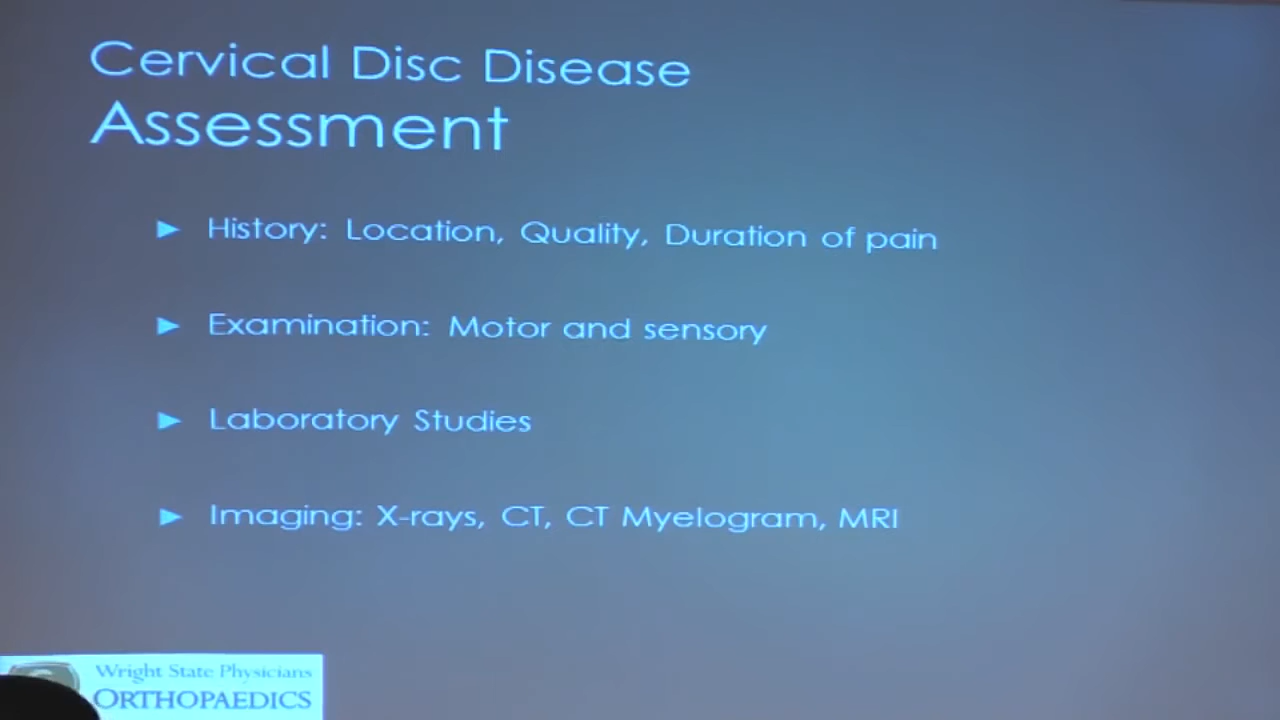 Cervical Disc Disease
Assessment
► History: Location, Quality, Duration of pain
► Examination: Motor and sensory
► Laboratory Studies
► Imaging: X-rays, CT, CT Myelogram, MRI
Wright State Physicians
ORTHOPAEDICS